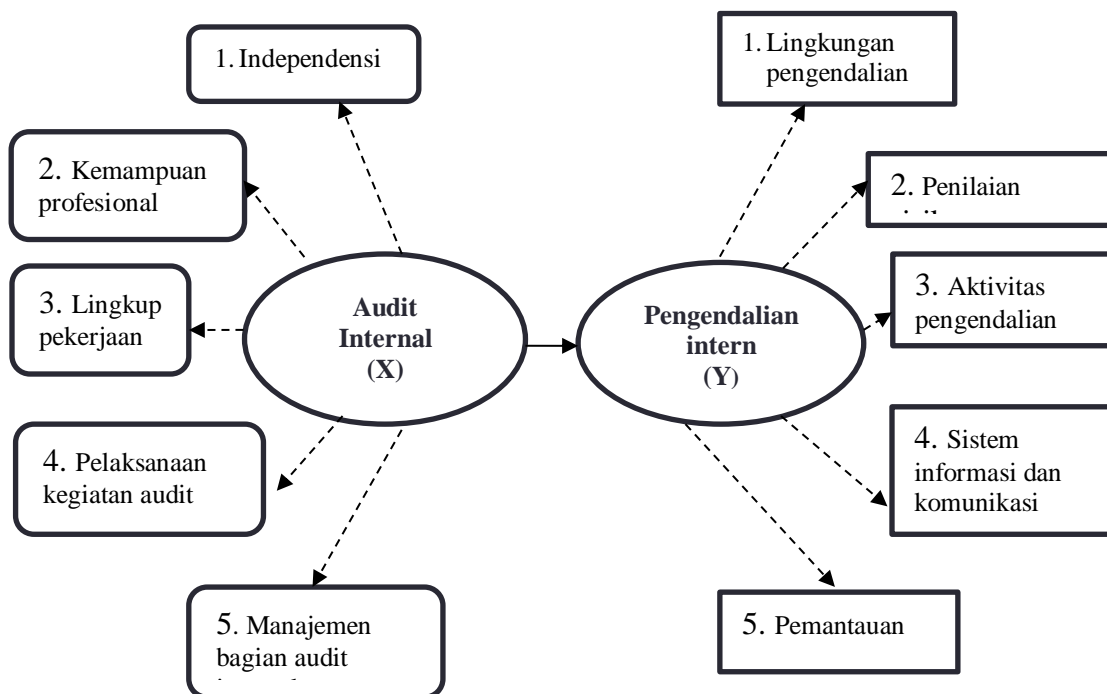 1. Independensi
1. Lingkungan
pengendalian
2. Kemampuan
profesional
2. Penilaian
3. Lingkup
pekerjaan
Audit
Internal
(X)
Pengendalian
intern
(Y)
3. Aktivitas
pengendalian
4. Pelaksanaan
kegiatan audit
4. Sistem
informasi dan
komunikasi
5. Manajemen
bagian audit
5. Pemantauan